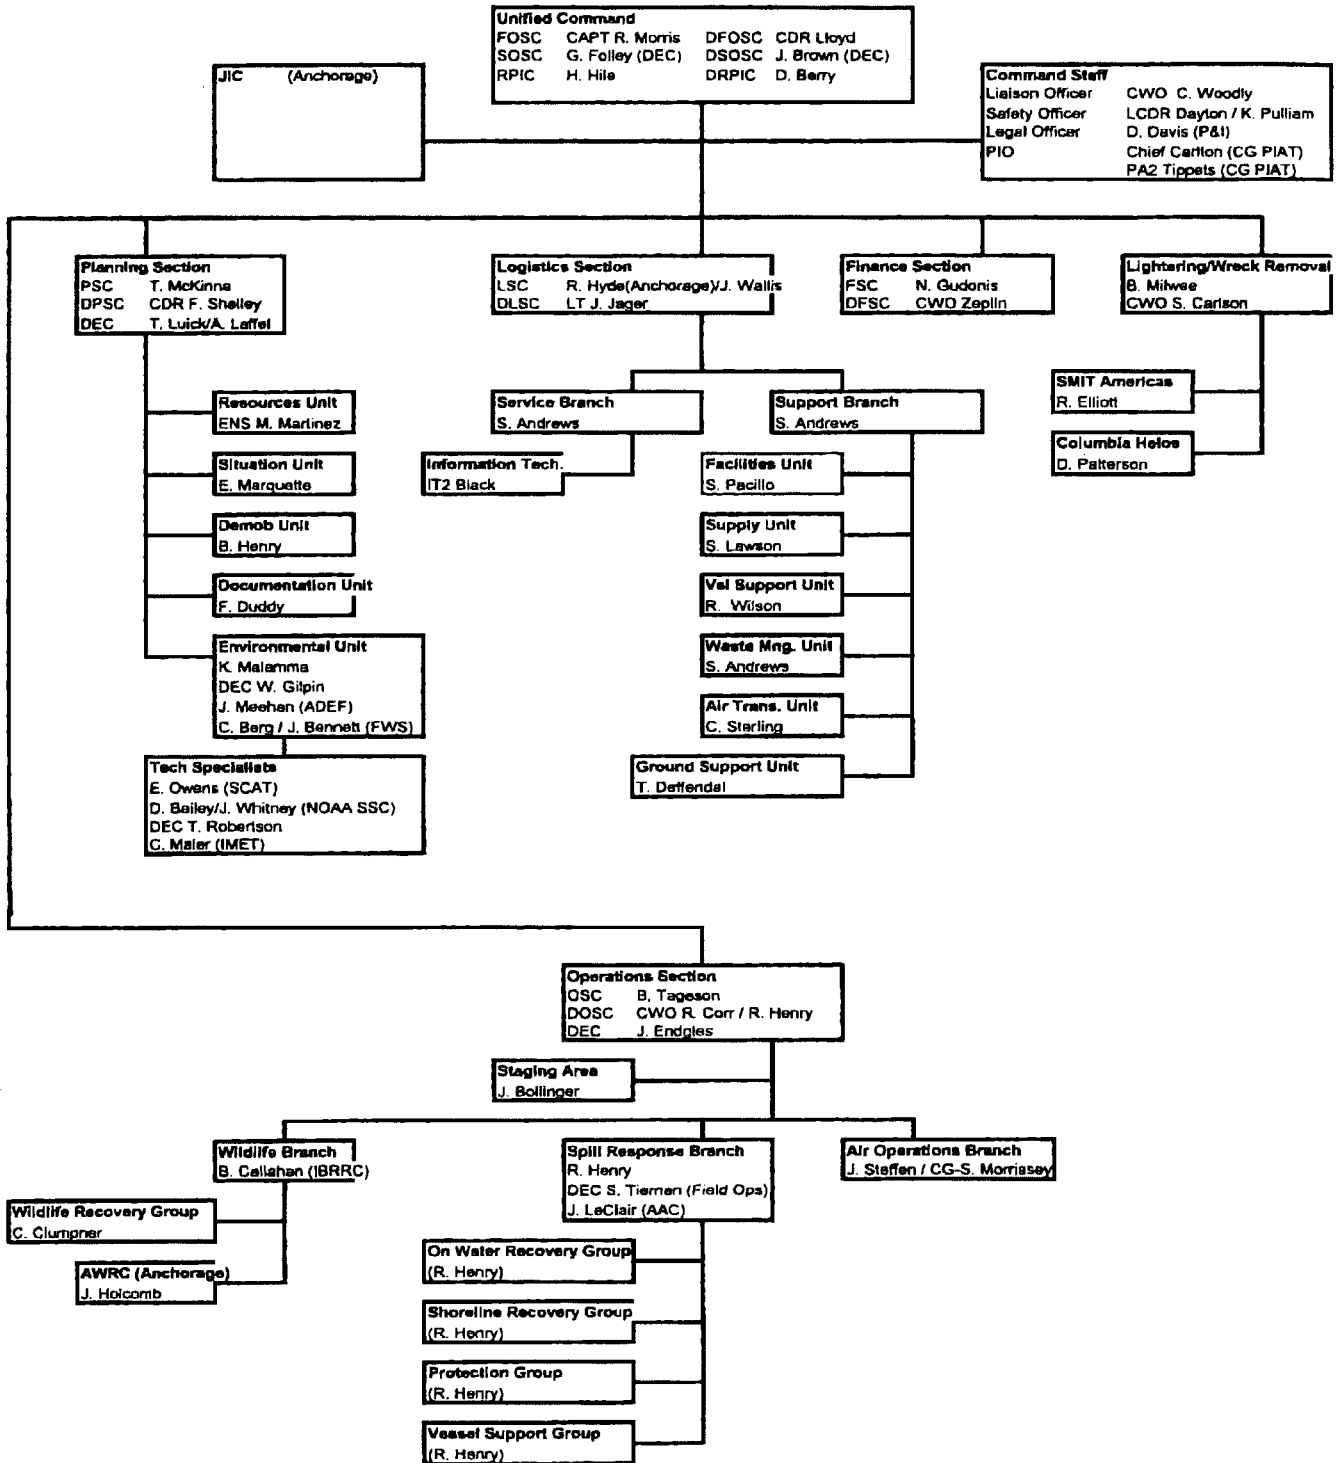 Unified Command
FOSC CAPT R. Morris DFOSC CDR Lloyd
SOSC G. Folley (DEC) DSOSC J. Brown (DEC)
RPIC H. Hile DRPIC D. Berry
JIC (Anchorage)
Command Staff
Liaison Officer CWO C. Woodly
Safety Officer LCDR Dayton / K. Pulliam
Legal Officer D. Davis (P&I)
PIO Chief Carlton (CG PIAT)
PA2 Tippets (CG PIAT)
Planning Section
PSC T. McKinna
DPSC CDR F. Shelley
DEC T. Luick/A. Laffel
Logistics Section
LSC R. Hyde(Anchorage)/J. Wallis
DLSC LT J. Jager
Finance Section
FSC N. Gudonis
DFSC CWO Zeplin
Lightering/Wreck Removal
B. Milwee
CWO S. Carlson
Resources Unit
ENS M. Martinez
Situation Unit
E. Marquette
Demob Unit
B. Henry
Documentation Unit
F. Duddy
Environmental Unit
K. Malamma
DEC W. Gilpin
J. Meehan (ADEF)
C. Berg / J. Bennett (FWS)
Tech Specialists
E. Owens (SCAT)
D. Bailey/J. Whitney (NOAA SSC)
DEC T. Robertson
C. Maier (IMET)
Service Branch
S. Andrews
Information Tech.
IT2 Black
Support Branch
S. Andrews
Facilities Unit
S. Pacillo
Supply Unit
S. Lawson
Vsl Support Unit
R. Wilson
Waste Mng. Unit
S. Andrews
Air Trans. Unit
C. Sterling
Ground Support Unit
T. Deffendal
SMIT Americas
R. Elliott
Columbia Helos
D. Patterson
Operations Section
OSC B. Tageson
DOSC CWO R. Corr / R. Henry
DEC J. Endgles
Staging Area
J. Bollinger
Wildlife Branch
B. Callahan (IBRRC)
Wildlife Recovery Group
C. Clumpner
AWRC (Anchorage)
J. Holcomb
Spill Response Branch
R. Henry
DEC S. Tiernan (Field Ops)
J. LeClair (AAC)
On Water Recovery Group
(R. Henry)
Shoreline Recovery Group
(R. Henry)
Protection Group
(R. Henry)
Vessel Support Group
(R. Henry)
Air Operations Branch
J. Steffen / CG-S. Morrissey